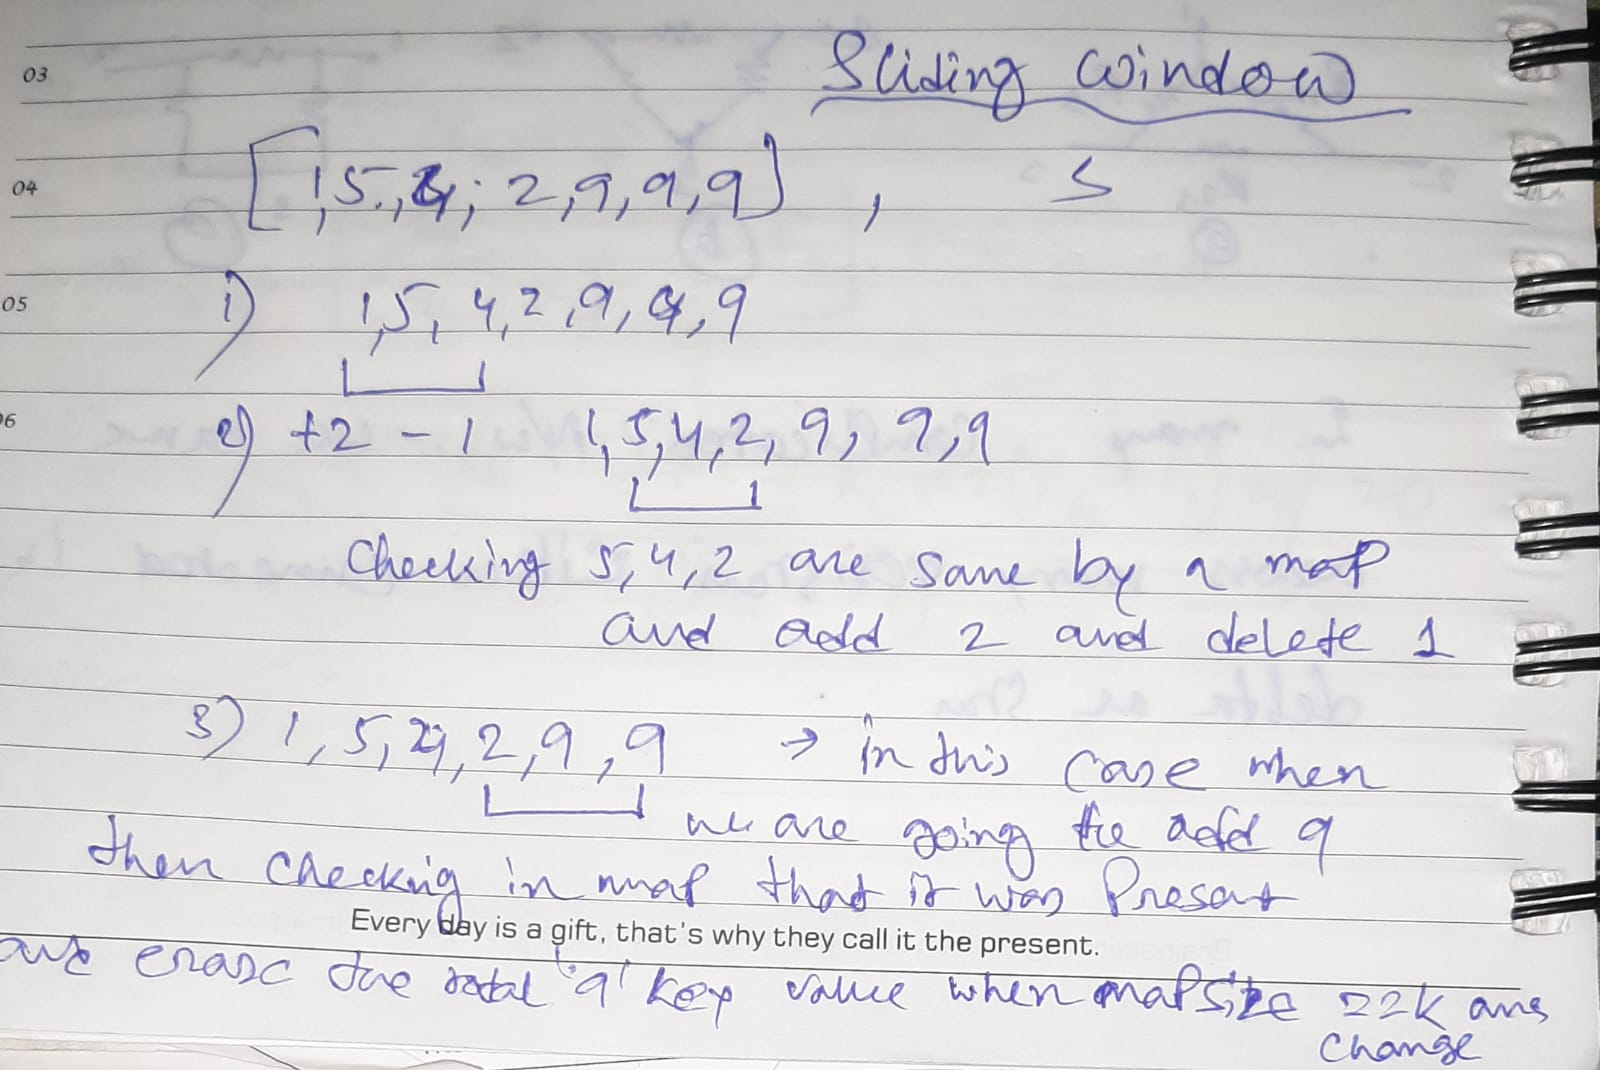 Sliding window
03
04 [1,5,4, 2,9,9,9] , 3
05 1) 1,5, 4,2,9,9,9
06 2) +2 - 1 1,5,4,2,9,9,9
Checking 5,4,2 are same by a map
and add 2 and delete 1
3) 1,5,4,2,9,9 → in this case when
we are going the add 9
then checking in map that it was Present
Every day is a gift, that's why they call it the present.
and erase the total '9' key value when map size ==k ans
change